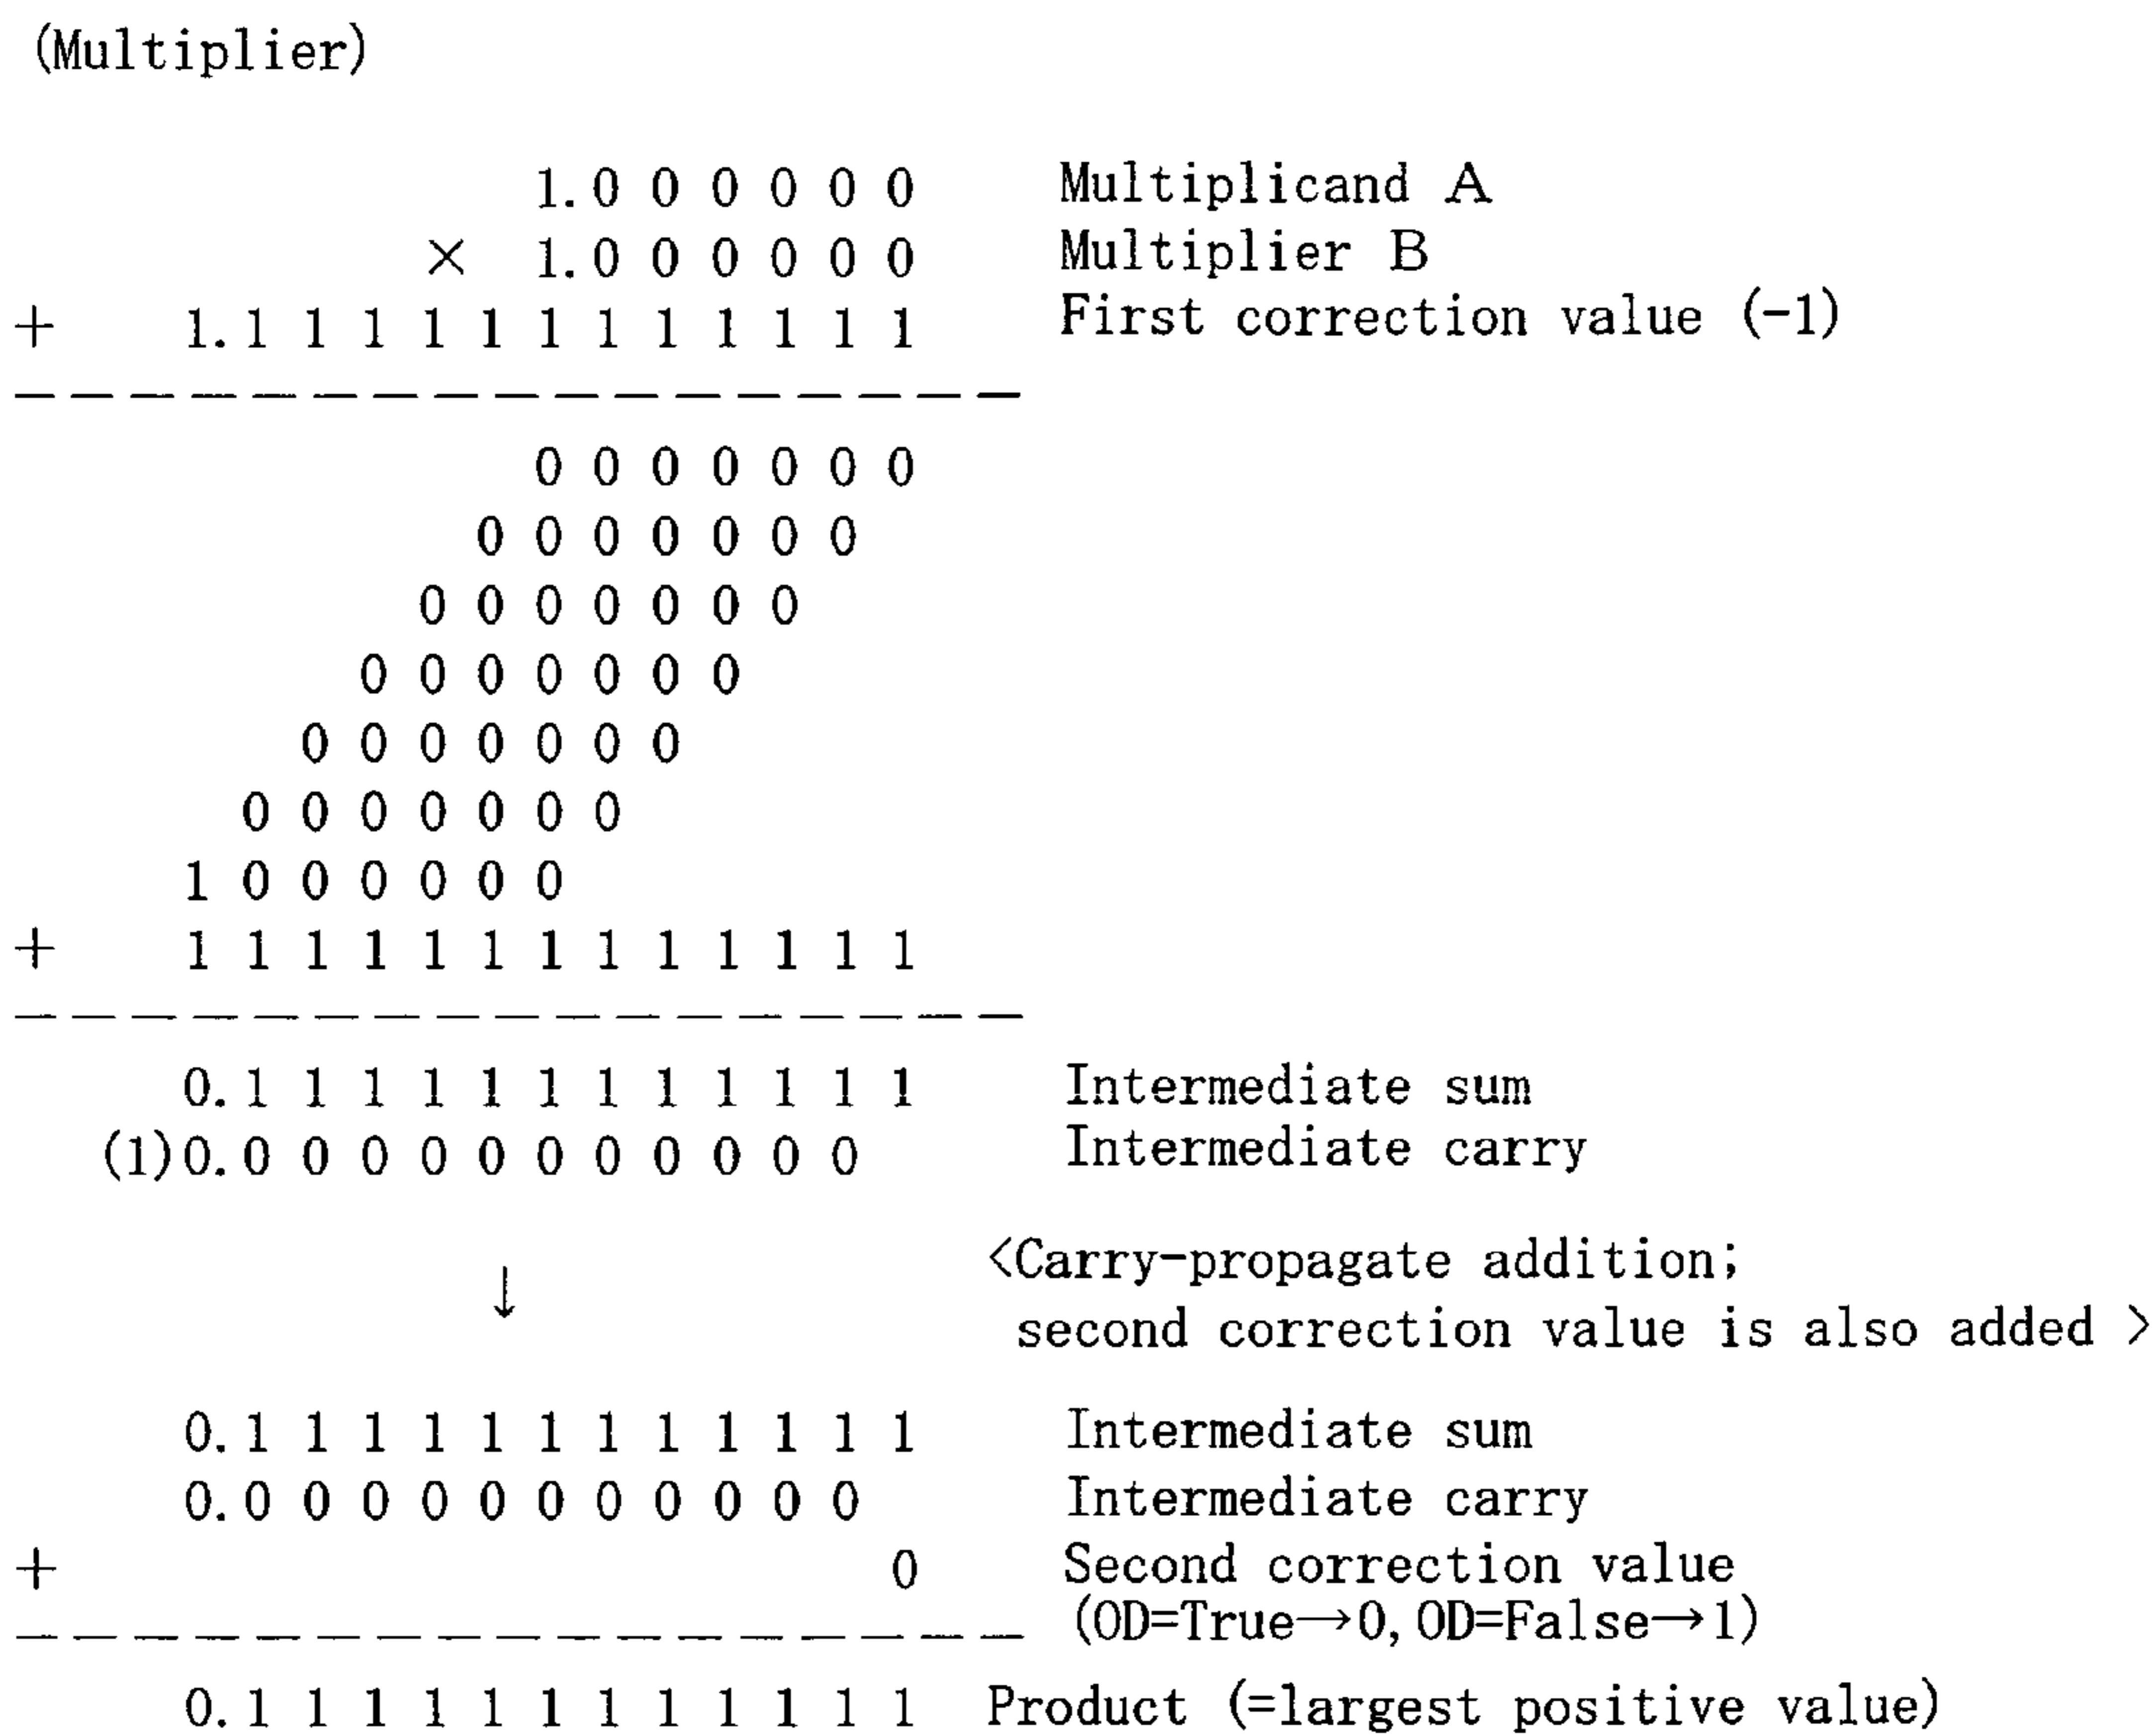 (Multiplier)
1. 0 0 0 0 0 0 Multiplicand A
× 1. 0 0 0 0 0 0 Multiplier B
+ 1. 1 1 1 1 1 1 1 1 1 1 1 1 First correction value (-1)
0 0 0 0 0 0 0
0 0 0 0 0 0 0
0 0 0 0 0 0 0
0 0 0 0 0 0 0
0 0 0 0 0 0 0
0 0 0 0 0 0 0
1 0 0 0 0 0 0
+ 1 1 1 1 1 1 1 1 1 1 1 1 1
0. 1 1 1 1 1 1 1 1 1 1 1 1 Intermediate sum
(1)0. 0 0 0 0 0 0 0 0 0 0 0 Intermediate carry
↓ <Carry-propagate addition;
second correction value is also added >
0. 1 1 1 1 1 1 1 1 1 1 1 1 Intermediate sum
0. 0 0 0 0 0 0 0 0 0 0 0 Intermediate carry
+ 0 Second correction value
(OD=True→0, OD=False→1)
0. 1 1 1 1 1 1 1 1 1 1 1 1 Product (=largest positive value)